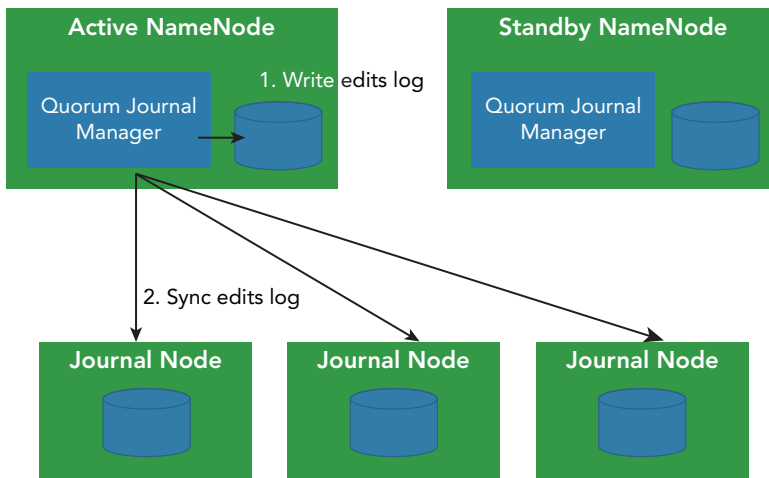 Active NameNode
Standby NameNode
1. Write edits log
Quorum Journal
Manager
Quorum Journal
Manager
2. Sync edits log
Journal Node
Journal Node
Journal Node